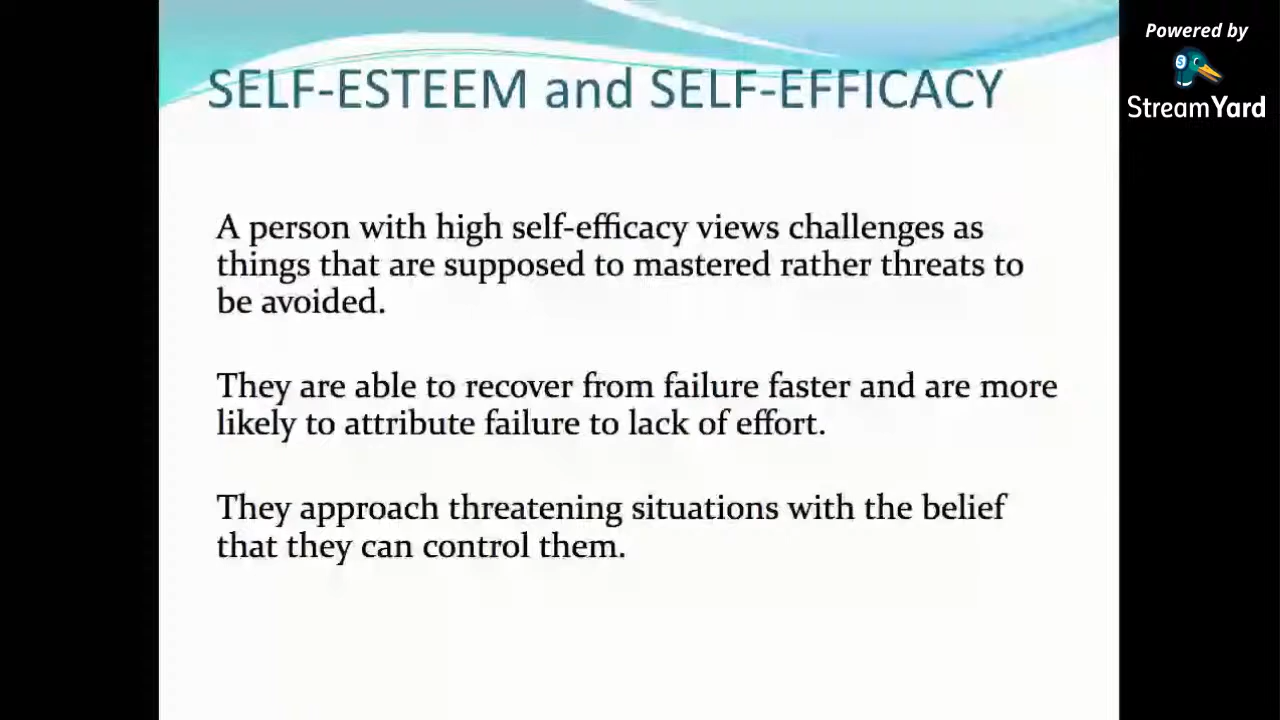 Powered by
StreamYard
SELF-ESTEEM and SELF-EFFICACY
A person with high self-efficacy views challenges as
things that are supposed to mastered rather threats to
be avoided.
They are able to recover from failure faster and are more
likely to attribute failure to lack of effort.
They approach threatening situations with the belief
that they can control them.